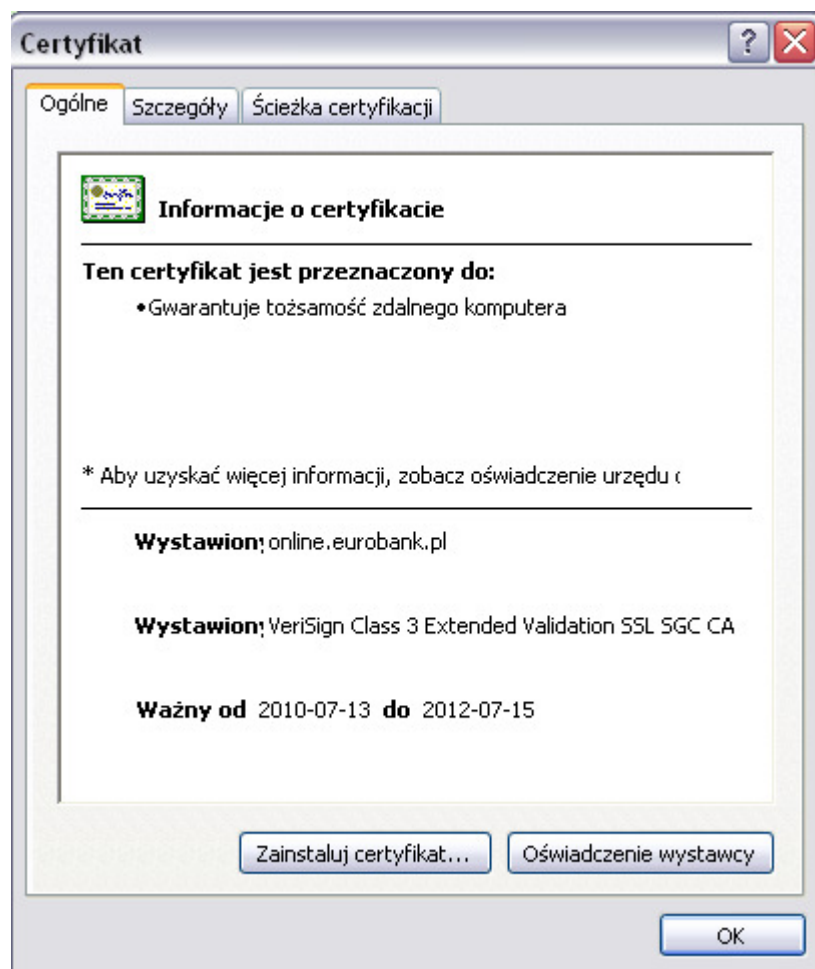 Certyfikat
Ogólne Szczegóły Ścieżka certyfikacji
Informacje o certyfikacie
Ten certyfikat jest przeznaczony do:
•Gwarantuje tożsamość zdalnego komputera
* Aby uzyskać więcej informacji, zobacz oświadczenie urzędu c
Wystawiony online.eurobank.pl
Wystawiony VeriSign Class 3 Extended Validation SSL SGC CA
Ważny od 2010-07-13 do 2012-07-15
Zainstaluj certyfikat... Oświadczenie wystawcy
OK